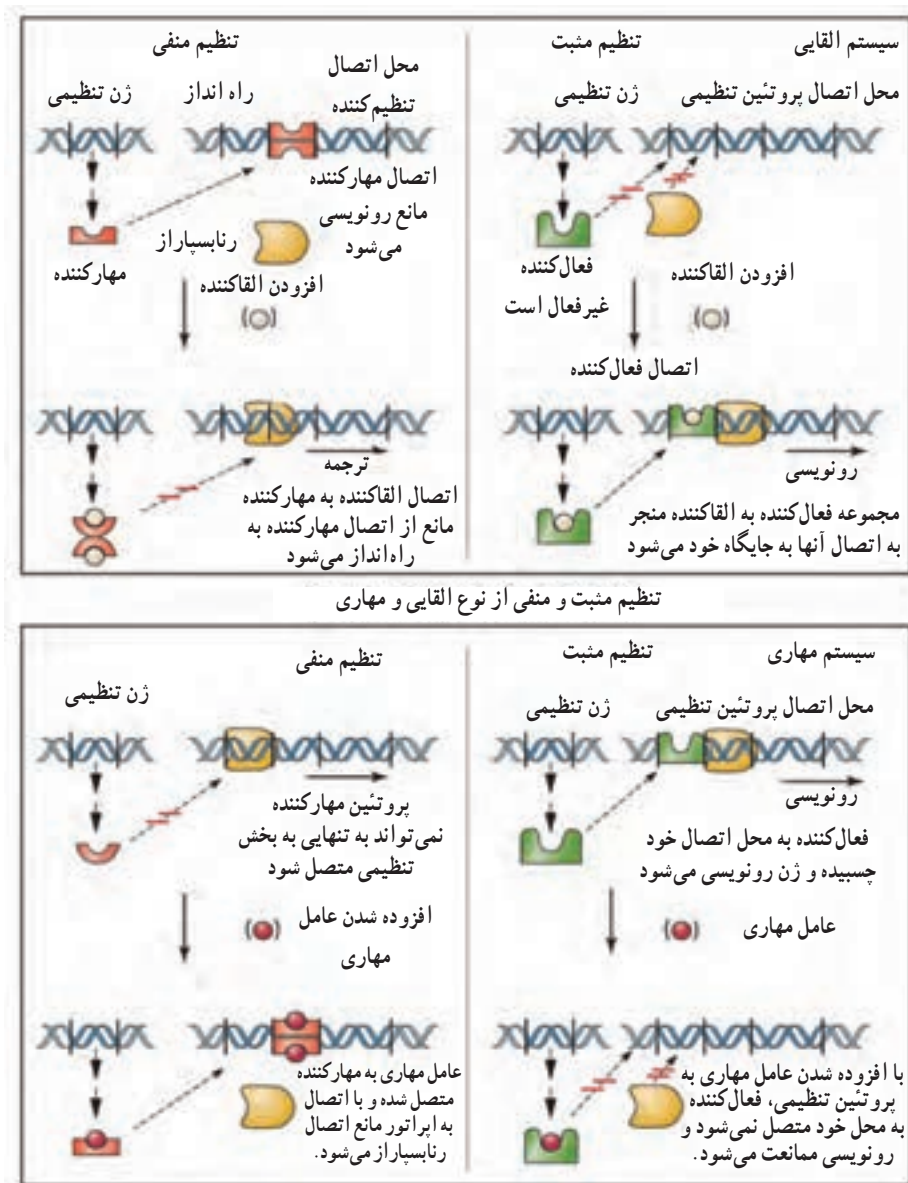 سیستم القایی
تنظیم مثبت
محل اتصال پروتئین تنظیمی
ژن تنظیمی
فعال‌کننده
غیرفعال است
افزودن القاکننده
اتصال فعال‌کننده
رونویسی
مجموعه فعال‌کننده به القاکننده منجر
به اتصال آنها به جایگاه خود می‌شود
تنظیم منفی
محل اتصال
تنظیم‌کننده
راه انداز
ژن تنظیمی
اتصال مهارکننده
مانع رونویسی
می‌شود
رنابسپاراز
مهارکننده
افزودن القاکننده
ترجمه
اتصال القاکننده به مهارکننده
مانع از اتصال مهارکننده به
راه‌انداز می‌شود
تنظیم مثبت و منفی از نوع القایی و مهاری
سیستم مهاری
تنظیم مثبت
محل اتصال پروتئین تنظیمی
ژن تنظیمی
رونویسی
فعال‌کننده به محل اتصال خود
چسبیده و ژن رونویسی می‌شود
عامل مهاری
با افزوده شدن عامل مهاری به
پروتئین تنظیمی، فعال‌کننده
به محل خود متصل نمی‌شود و
رونویسی ممانعت می‌شود.
تنظیم منفی
ژن تنظیمی
پروتئین مهارکننده
نمی‌تواند به تنهایی به بخش
تنظیمی متصل شود
افزوده شدن عامل
مهاری
عامل مهاری به مهارکننده
متصل شده و با اتصال
به اپراتور مانع اتصال
رنابسپاراز می‌شود.